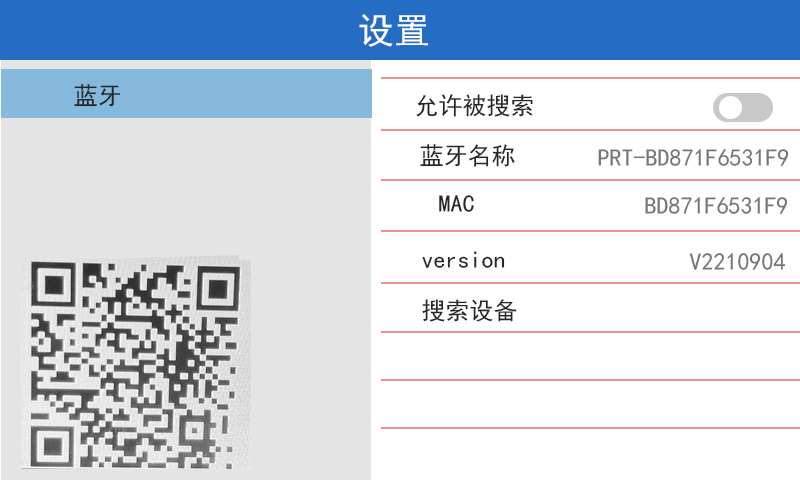 设置
蓝牙
允许被搜索
蓝牙名称 PRT-BD871F6531F9
MAC BD871F6531F9
version V2210904
搜索设备